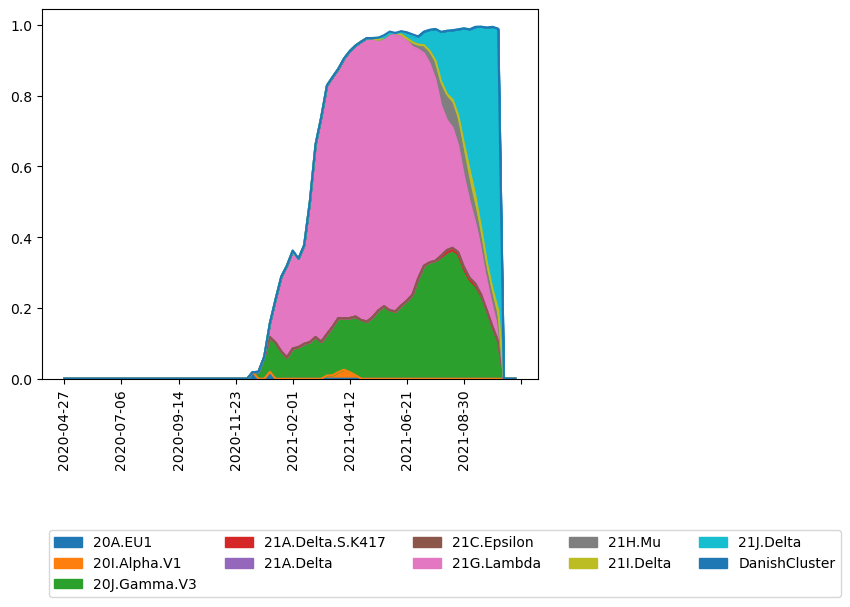 1.0
0.8
0.6
0.4
0.2
0.0
2020-04-27
2020-07-06
2020-09-14
2020-11-23
2021-02-01
2021-04-12
2021-06-21
2021-08-30
20A.EU1
20I.Alpha.V1
20J.Gamma.V3
21A.Delta.S.K417
21A.Delta
21C.Epsilon
21G.Lambda
21H.Mu
21I.Delta
21J.Delta
DanishCluster